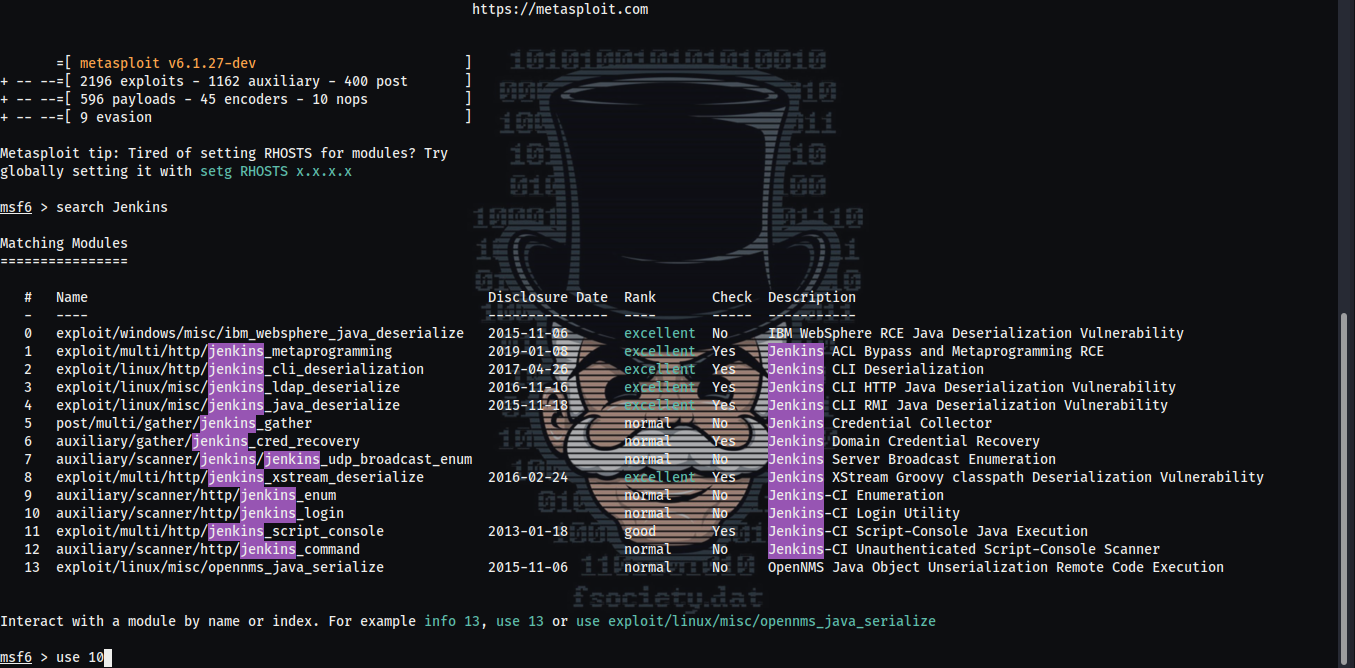 https://metasploit.com
=[ metasploit v6.1.27-dev ]
+ -- --=[ 2196 exploits - 1162 auxiliary - 400 post ]
+ -- --=[ 596 payloads - 45 encoders - 10 nops ]
+ -- --=[ 9 evasion ]
Metasploit tip: Tired of setting RHOSTS for modules? Try
globally setting it with setg RHOSTS x.x.x.x
msf6 > search Jenkins
Matching Modules
================
# Name Disclosure Date Rank Check Description
- ---- --------------- ---- ----- -----------
0 exploit/windows/misc/ibm_websphere_java_deserialize 2015-11-06 excellent No IBM WebSphere RCE Java Deserialization Vulnerability
1 exploit/multi/http/jenkins_metaprogramming 2019-01-08 excellent Yes Jenkins ACL Bypass and Metaprogramming RCE
2 exploit/linux/http/jenkins_cli_deserialization 2017-04-26 excellent Yes Jenkins CLI Deserialization
3 exploit/linux/misc/jenkins_ldap_deserialize 2016-11-16 excellent Yes Jenkins CLI HTTP Java Deserialization Vulnerability
4 exploit/linux/misc/jenkins_java_deserialize 2015-11-18 excellent Yes Jenkins CLI RMI Java Deserialization Vulnerability
5 post/multi/gather/jenkins_gather normal No Jenkins Credential Collector
6 auxiliary/gather/jenkins_cred_recovery normal Yes Jenkins Domain Credential Recovery
7 auxiliary/scanner/jenkins/jenkins_udp_broadcast_enum normal No Jenkins Server Broadcast Enumeration
8 exploit/multi/http/jenkins_xstream_deserialize 2016-02-24 excellent Yes Jenkins XStream Groovy classpath Deserialization Vulnerability
9 auxiliary/scanner/http/jenkins_enum normal No Jenkins-CI Enumeration
10 auxiliary/scanner/http/jenkins_login normal No Jenkins-CI Login Utility
11 exploit/multi/http/jenkins_script_console 2013-01-18 good Yes Jenkins-CI Script-Console Java Execution
12 auxiliary/scanner/http/jenkins_command normal No Jenkins-CI Unauthenticated Script-Console Scanner
13 exploit/linux/misc/opennms_java_serialize 2015-11-06 normal No OpenNMS Java Object Unserialization Remote Code Execution
fsociety.dat
Interact with a module by name or index. For example info 13, use 13 or use exploit/linux/misc/opennms_java_serialize
msf6 > use 10